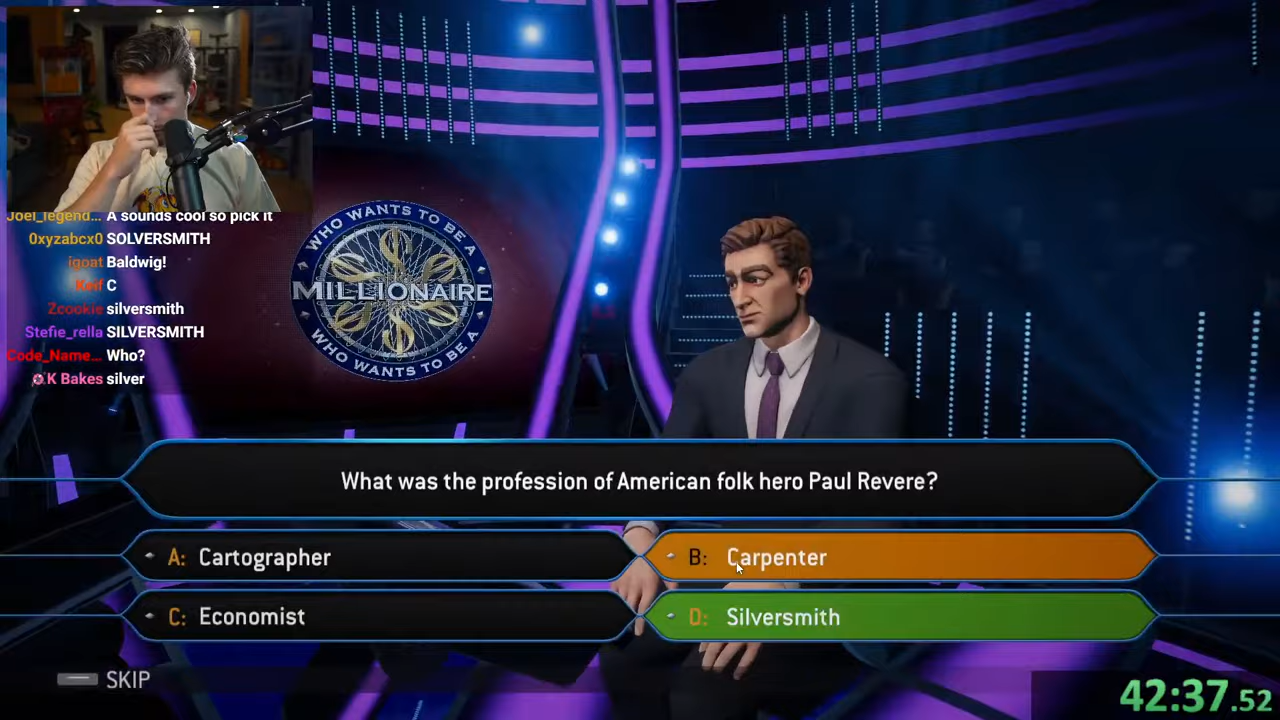 Joel_legend... A sounds cool so pick it
0xyzabcx0 SOLVERSMITH
igoat Baldwig!
Keif C
Zcookie silversmith
Stefie_rella SILVERSMITH
Code_Name... Who?
K Bakes silver
WHO WANTS TO BE A
MILLIONAIRE
WHO WANTS TO BE A
What was the profession of American folk hero Paul Revere?
A: Cartographer
B: Carpenter
C: Economist
D: Silversmith
SKIP
42:37.52